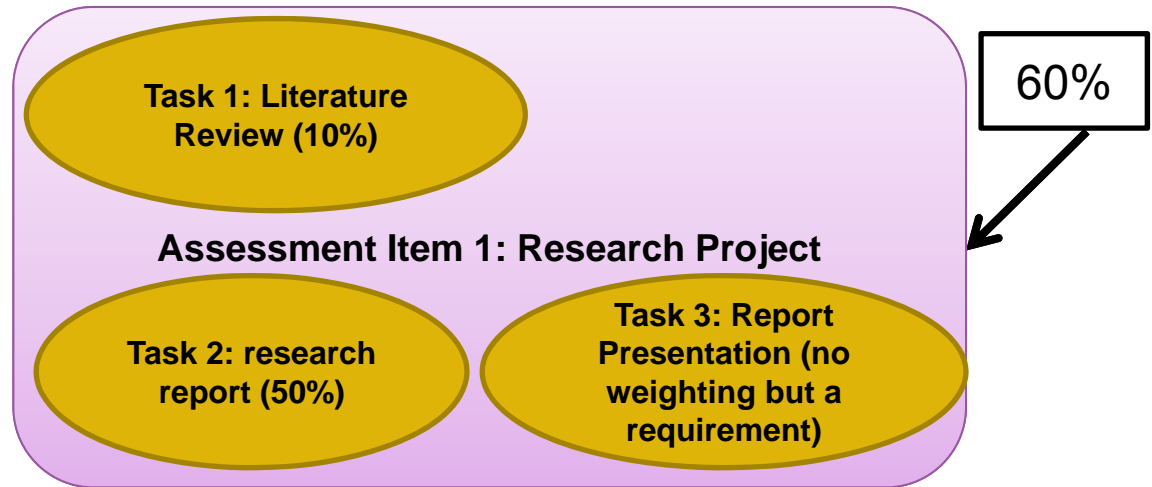 Task 1: Literature
Review (10%)
60%
Assessment Item 1: Research Project
Task 2: research
report (50%)
Task 3: Report
Presentation (no
weighting but a
requirement)